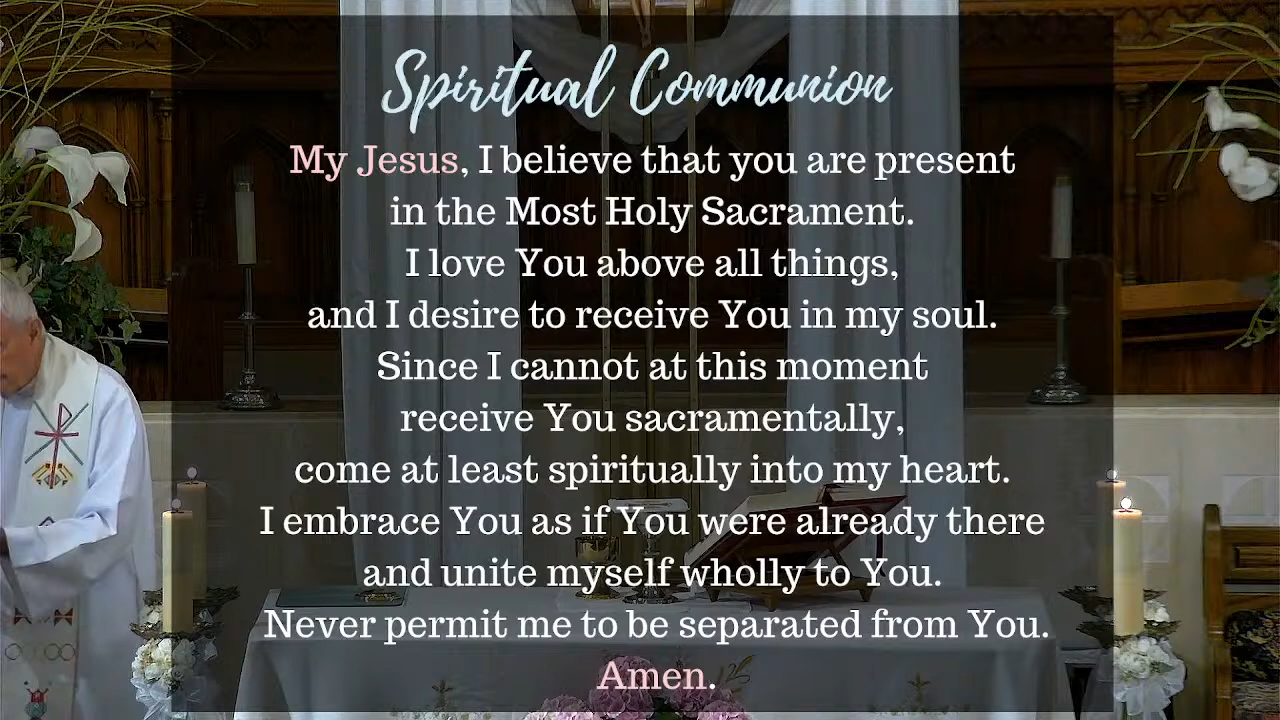 Spiritual Communion
My Jesus, I believe that you are present
in the Most Holy Sacrament.
I love You above all things,
and I desire to receive You in my soul.
Since I cannot at this moment
receive You sacramentally,
come at least spiritually into my heart.
I embrace You as if You were already there
and unite myself wholly to You.
Never permit me to be separated from You.
Amen.